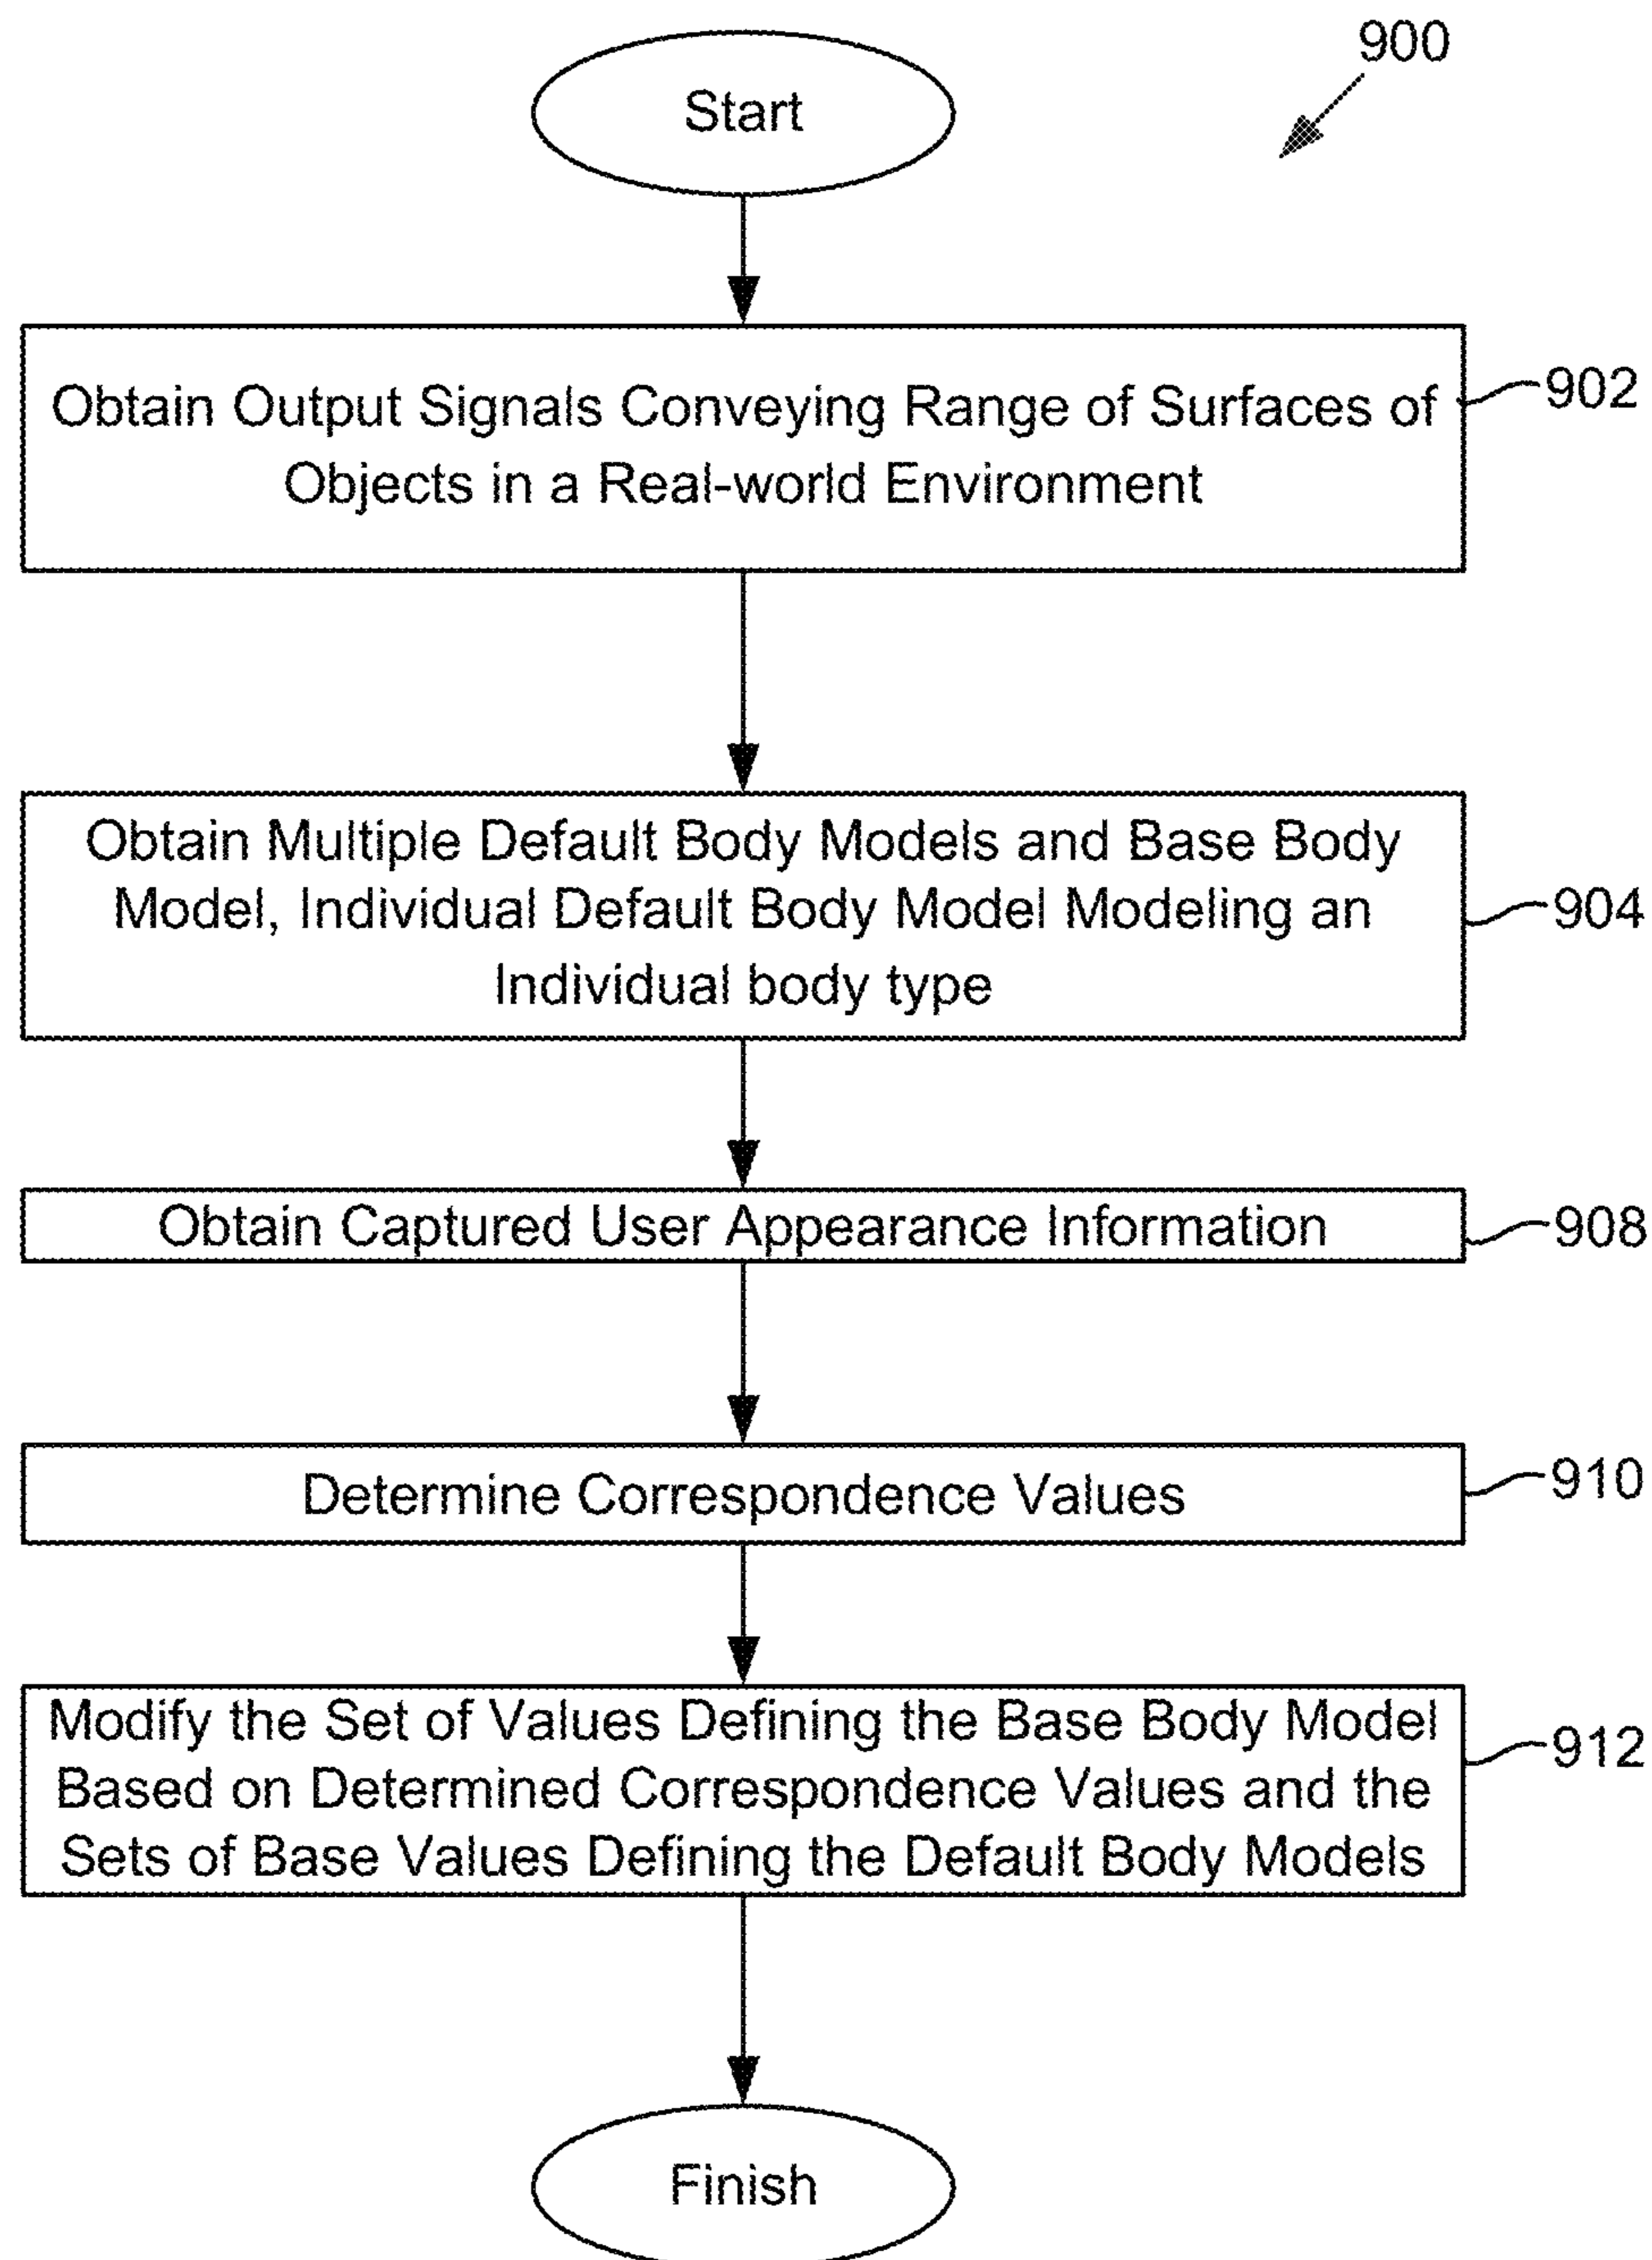 900
Start
Obtain Output Signals Conveying Range of Surfaces of
Objects in a Real-world Environment
902
Obtain Multiple Default Body Models and Base Body
Model, Individual Default Body Model Modeling an
Individual body type
904
Obtain Captured User Appearance Information
908
Determine Correspondence Values
910
Modify the Set of Values Defining the Base Body Model
Based on Determined Correspondence Values and the
Sets of Base Values Defining the Default Body Models
912
Finish